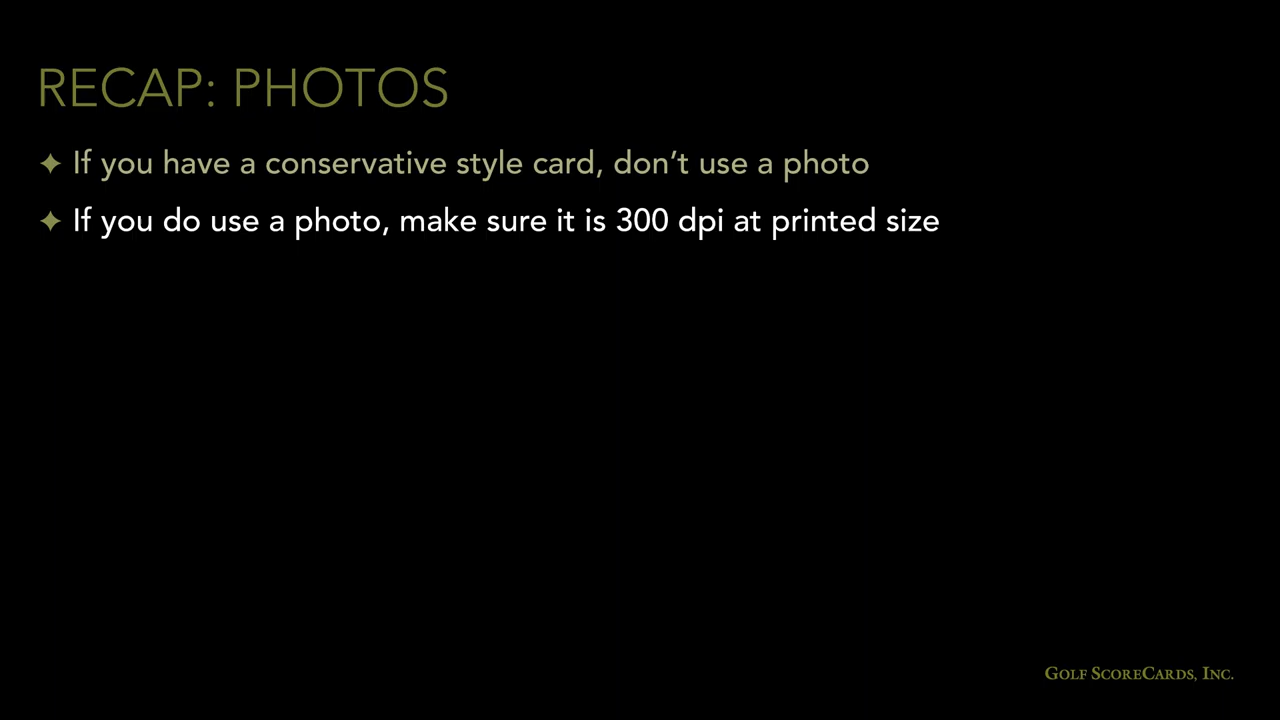 RECAP: PHOTOS
✦ If you have a conservative style card, don’t use a photo
✦ If you do use a photo, make sure it is 300 dpi at printed size
Golf ScoreCards, Inc.